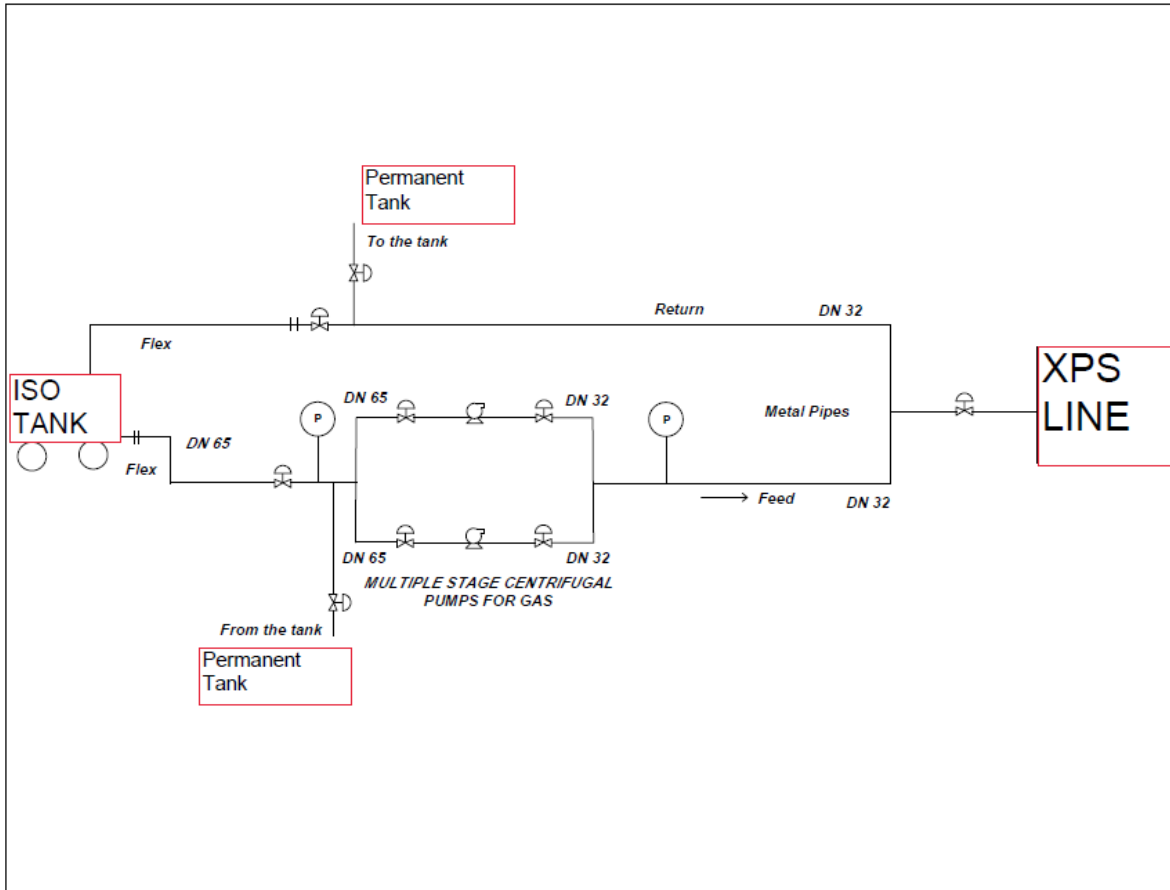 Permanent
Tank
To the tank
Return
DN 32
Flex
ISO
TANK
XPS
LINE
DN 65
DN 32
P
P
Metal Pipes
DN 65
Flex
Feed
DN 32
DN 65
DN 32
MULTIPLE STAGE CENTRIFUGAL
PUMPS FOR GAS
From the tank
Permanent
Tank